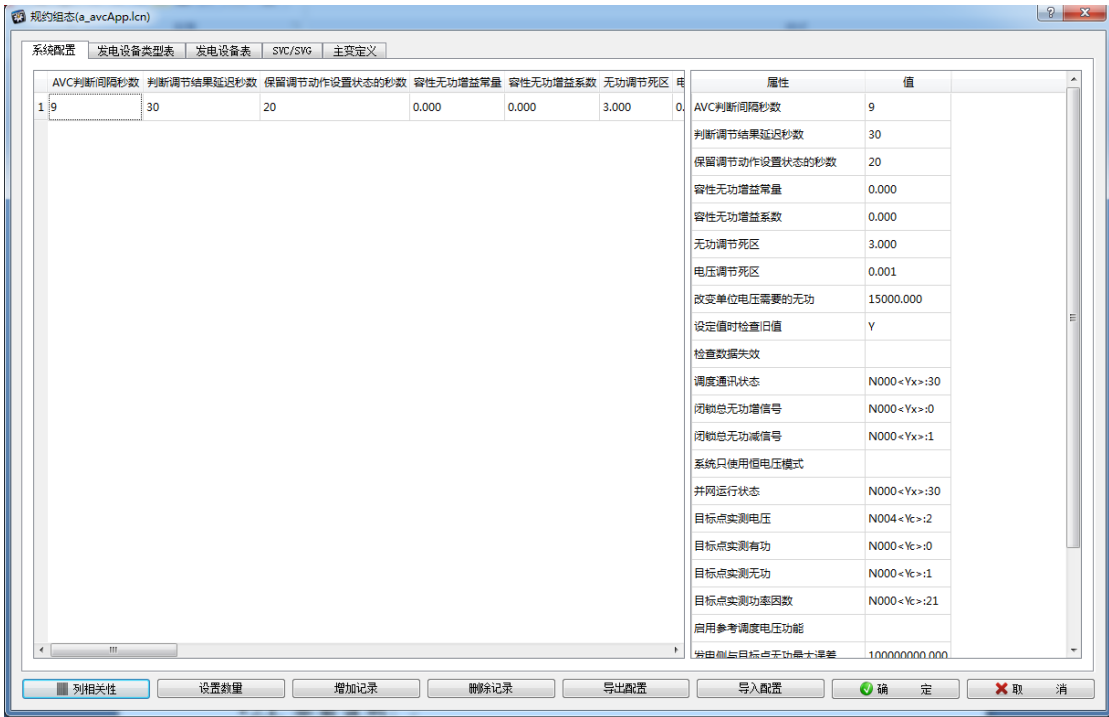 规约组态(a_avcApp.lcn)
系统配置 发电设备类型表 发电设备表 SVC/SVG 主变定义
AVC判断间隔秒数 判断调节结果延迟秒数 保留调节动作设置状态的秒数 容性无功增益常量 容性无功增益系数 无功调节死区
1 9 30 20 0.000 0.000 3.000 0.
属性 值
AVC判断间隔秒数 9
判断调节结果延迟秒数 30
保留调节动作设置状态的秒数 20
容性无功增益常量 0.000
容性无功增益系数 0.000
无功调节死区 3.000
电压调节死区 0.001
改变单位电压需要的无功 15000.000
设定值时检查旧值 Y
检查数据失效
调度通讯状态 N000<Yx>:30
闭锁总无功增信号 N000<Yx>:0
闭锁总无功减信号 N000<Yx>:1
系统只使用恒电压模式
并网运行状态 N000<Yx>:30
目标点实测电压 N004<Yc>:2
目标点实测有功 N000<Yc>:0
目标点实测无功 N000<Yc>:1
目标点实测功率因数 N000<Yc>:21
启用参考调度电压功能
发电侧与目标点无功最大误差 100000000.000
列相关性 设置数量 增加记录 删除记录 导出配置 导入配置 确 定 取 消